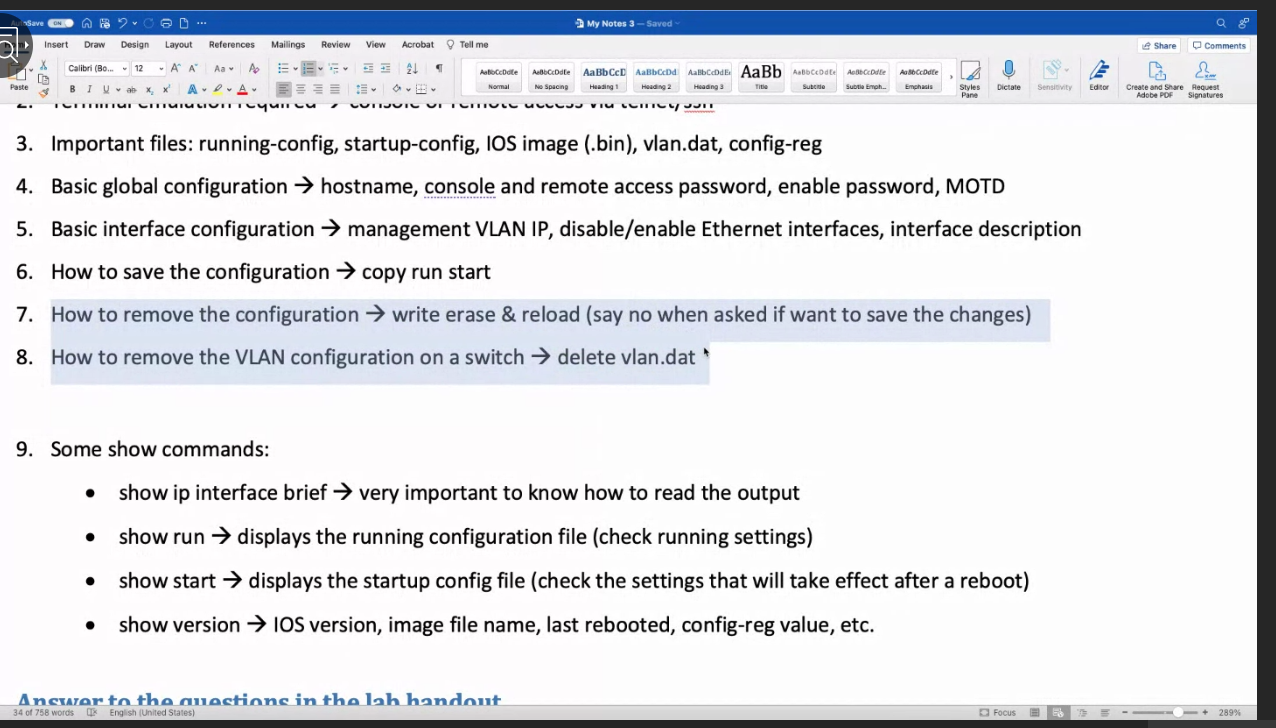 AutoSave ON
My Notes 3 — Saved
Insert Draw Design Layout References Mailings Review View Acrobat Tell me
Share Comments
Paste
Calibri (Bo... 12
AaBbCcDdEe AaBbCcDdEe AaBbCcD AaBbCcDd AaBbCcDdEe AaBb AaBbCcDdEe AaBbCcDdEe AaBbCcDdEe
Normal No Spacing Heading 1 Heading 2 Heading 3 Title Subtitle Subtle Emph... Emphasis
Styles Pane Dictate Sensitivity Editor Create and Share Adobe PDF Request Signatures
2. Terminal emulation required → console or remote access via telnet/ssh
3. Important files: running-config, startup-config, IOS image (.bin), vlan.dat, config-reg
4. Basic global configuration → hostname, console and remote access password, enable password, MOTD
5. Basic interface configuration → management VLAN IP, disable/enable Ethernet interfaces, interface description
6. How to save the configuration → copy run start
7. How to remove the configuration → write erase & reload (say no when asked if want to save the changes)
8. How to remove the VLAN configuration on a switch → delete vlan.dat
9. Some show commands:
• show ip interface brief → very important to know how to read the output
• show run → displays the running configuration file (check running settings)
• show start → displays the startup config file (check the settings that will take effect after a reboot)
• show version → IOS version, image file name, last rebooted, config-reg value, etc.
Answer to the questions in the lab handout
34 of 758 words English (United States) Focus 289%